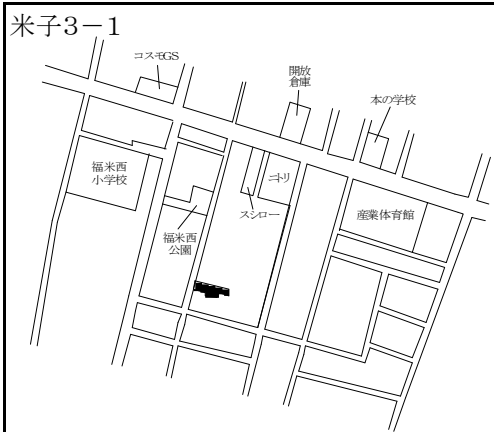 米子3－1
コスモGS
開放
倉庫
本の学校
福米西
小学校
ニトリ
スシロー
産業体育館
福米西
公園